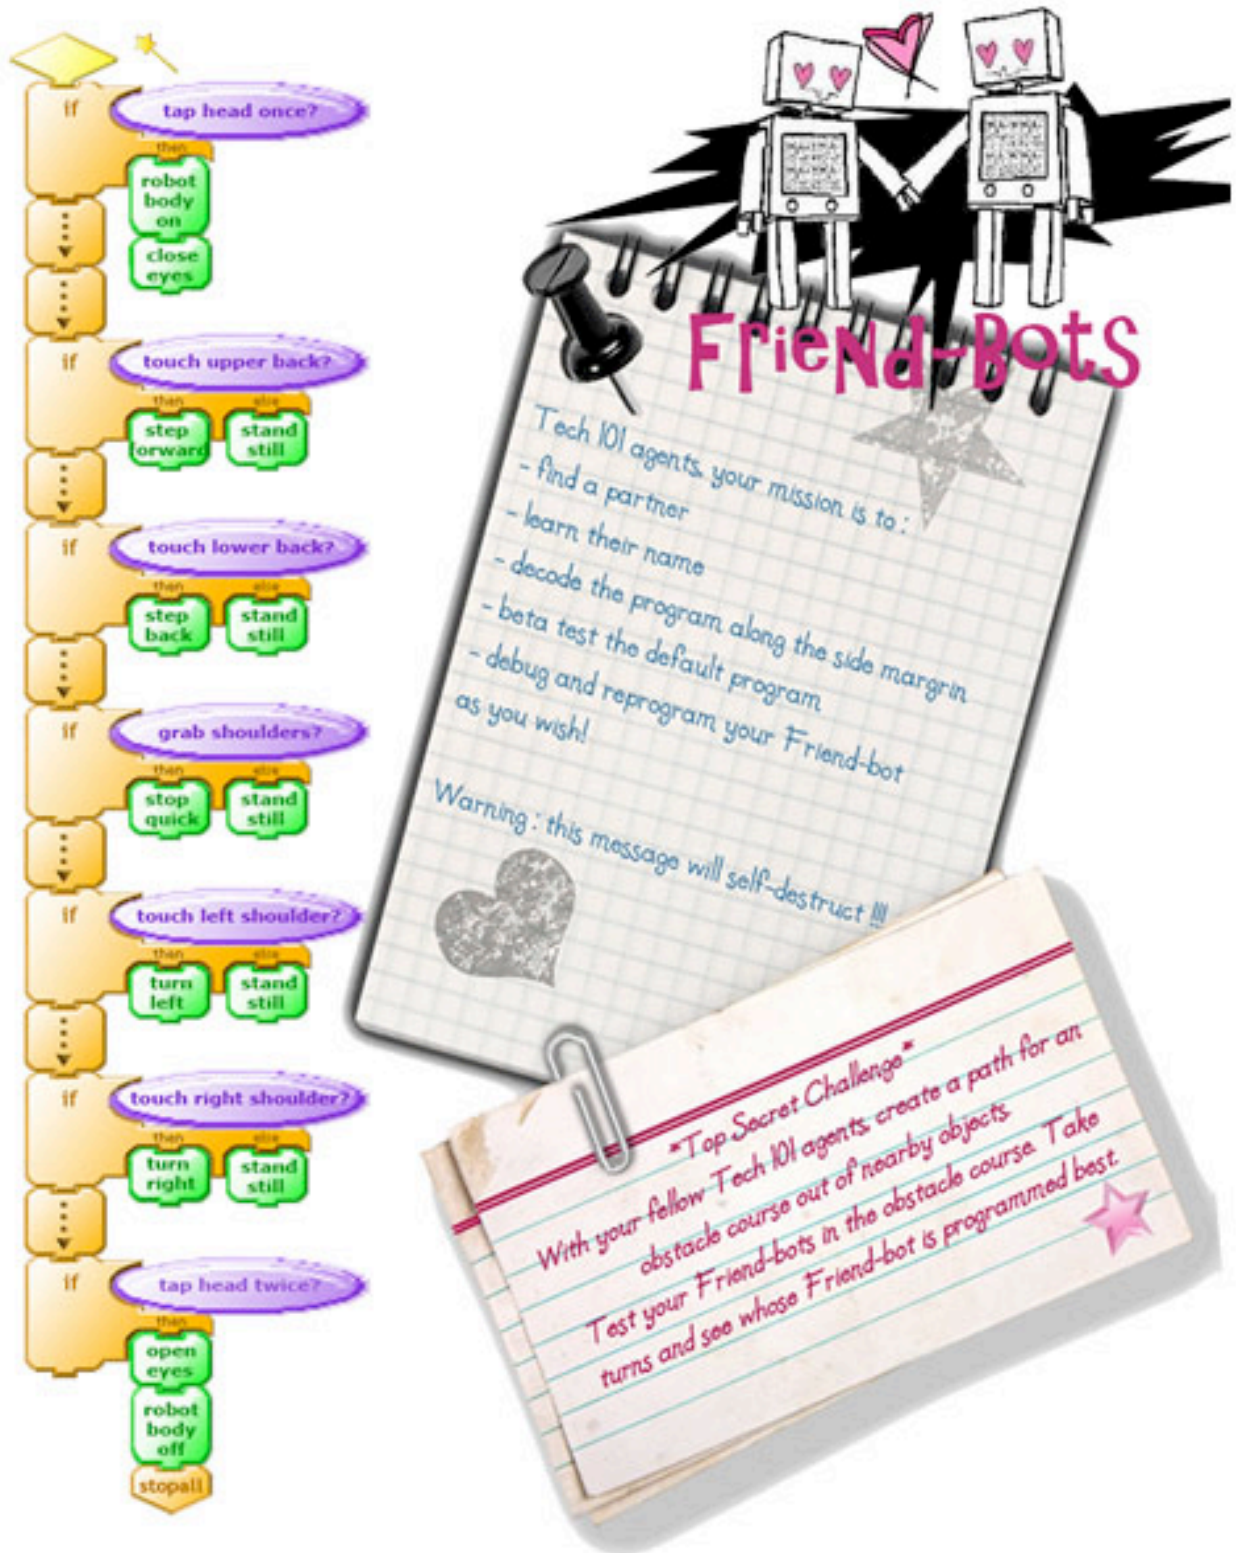 if
tap head once?
then
robot
body
on
close
eyes
if
touch upper back?
then else
step stand
forward still
if
touch lower back?
then else
step stand
back still
if
grab shoulders?
then else
stop stand
quick still
if
touch left shoulder?
then else
turn stand
left still
if
touch right shoulder?
then else
turn stand
right still
if
tap head twice?
then
open
eyes
robot
body
off
stopall
Friend-Bots
Tech 101 agents, your mission is to :
- find a partner
- learn their name
- decode the program along the side margrin
- beta test the default program
- debug and reprogram your Friend-bot
as you wish!
Warning : this message will self-destruct !!!
*Top Secret Challenge*
With your fellow Tech 101 agents, create a path for an
obstacle course out of nearby objects.
Test your Friend-bots in the obstacle course. Take
turns and see whose Friend-bot is programmed best.